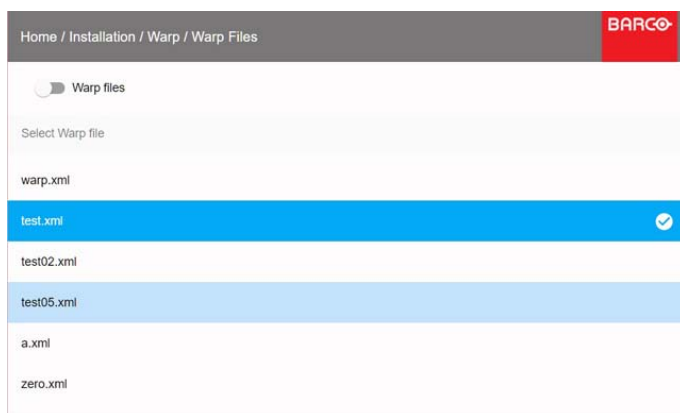 Home / Installation / Warp / Warp Files
BARCO
Warp files
Select Warp file
warp.xml
test.xml
test02.xml
test05.xml
a.xml
zero.xml